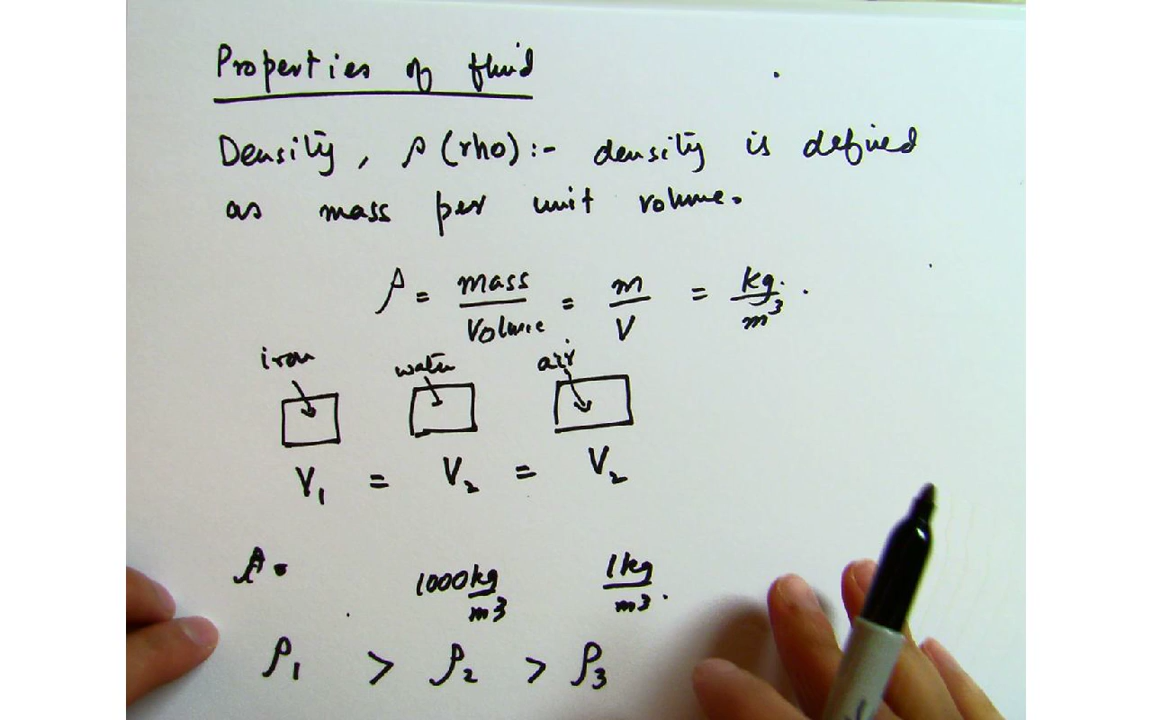 Properties of fluid
Density, ρ (rho) :- density is defined
as mass per unit volume.
ρ = mass/Volume = m/V = kg/m³.
iron water air
V₁ = V₂ = V₂
1000kg/m3 1kg/m3.
ρ₁ > ρ₂ > ρ₃